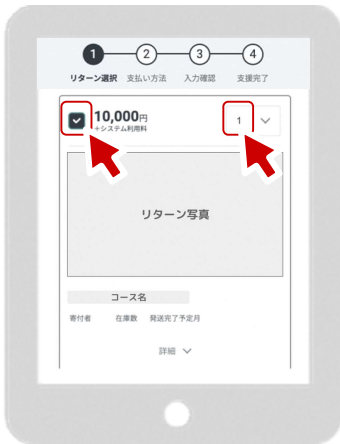 1 2 3 4
リターン選択 支払い方法 入力確認 支援完了
10,000円 1
+システム利用料
リターン写真
コース名
寄付者 在庫数 発送完了予定月
詳細